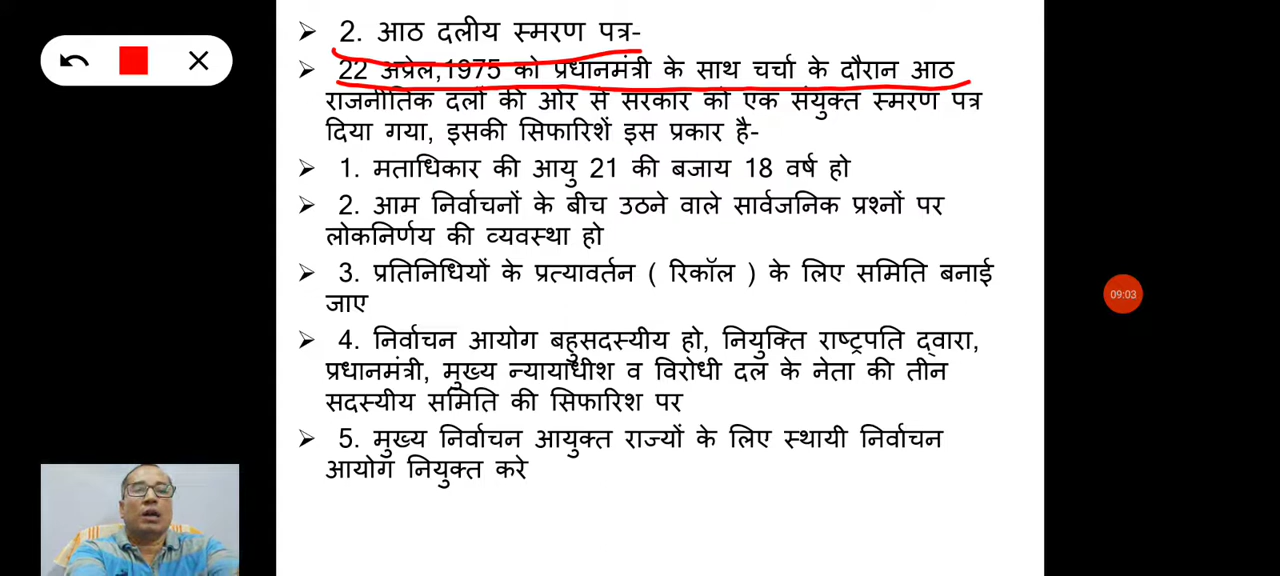 ➢ 2. आठ दलीय स्मरण पत्र-
➢ 22 अप्रेल,1975 को प्रधानमंत्री के साथ चर्चा के दौरान आठ
राजनीतिक दलों की ओर से सरकार को एक संयुक्त स्मरण पत्र
दिया गया, इसकी सिफारिशें इस प्रकार है-
➢ 1. मताधिकार की आयु 21 की बजाय 18 वर्ष हो
➢ 2. आम निर्वाचनों के बीच उठने वाले सार्वजनिक प्रश्नों पर
लोकनिर्णय की व्यवस्था हो
➢ 3. प्रतिनिधियों के प्रत्यावर्तन ( रिकॉल ) के लिए समिति बनाई
जाए
➢ 4. निर्वाचन आयोग बहुसदस्यीय हो, नियुक्ति राष्ट्रपति द्वारा,
प्रधानमंत्री, मुख्य न्यायाधीश व विरोधी दल के नेता की तीन
सदस्यीय समिति की सिफारिश पर
➢ 5. मुख्य निर्वाचन आयुक्त राज्यों के लिए स्थायी निर्वाचन
आयोग नियुक्त करे
09:03